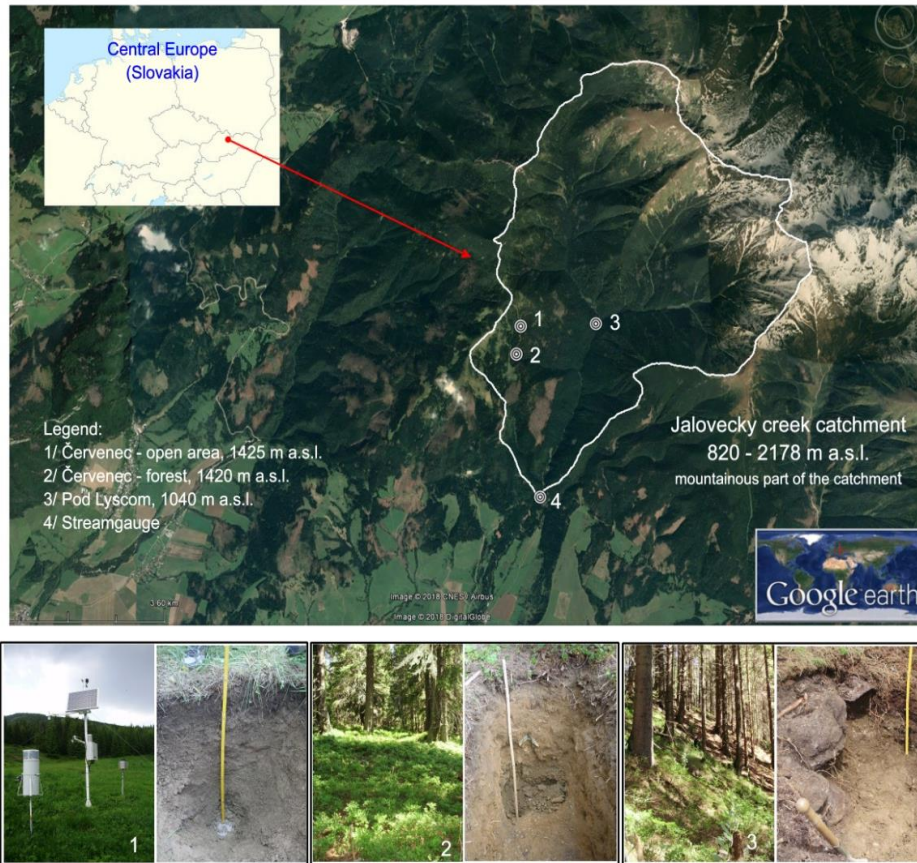 Central Europe
(Slovakia)
1
3
2
Legend:
1/ Červenec - open area, 1425 m a.s.l.
2/ Červenec - forest, 1420 m a.s.l.
3/ Pod Lyscom, 1040 m a.s.l.
4/ Streamgauge
Jalovecky creek catchment
820 - 2178 m a.s.l.
mountainous part of the catchment
4
3.60 km
Image © 2018 CNES / Airbus
Image © 2018 DigitalGlobe
Google earth
1
2
3